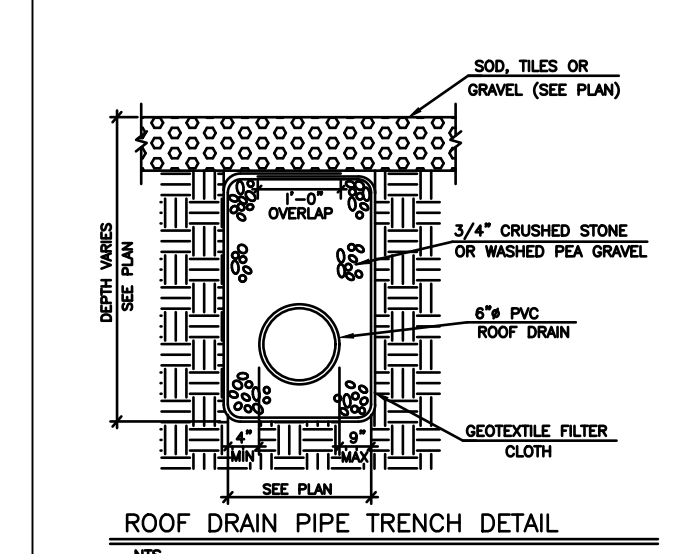 SOD, TILES OR
GRAVEL (SEE PLAN)
1'-0"
OVERLAP
3/4" CRUSHED STONE
OR WASHED PEA GRAVEL
DEPTH VARIES
SEE PLAN
6"ø PVC
ROOF DRAIN
4"
MIN
9"
MAX
GEOTEXTILE FILTER
CLOTH
SEE PLAN
ROOF DRAIN PIPE TRENCH DETAIL
NTS